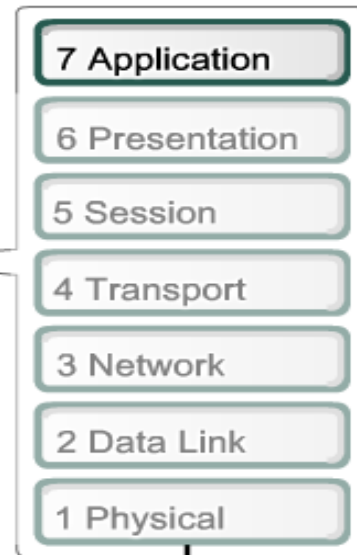 7 Application
6 Presentation
5 Session
4 Transport
3 Network
2 Data Link
1 Physical